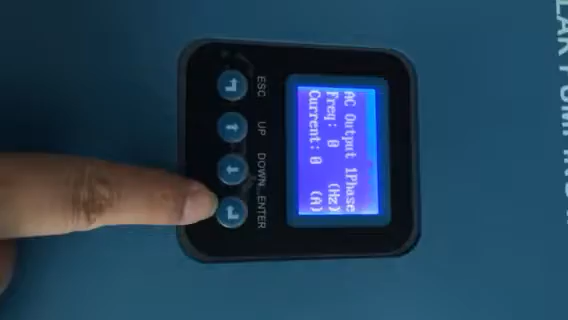 AC Output 1Phase
Freq: 0 (Hz)
Current: 0 (A)
ESC UP DOWN ENTER